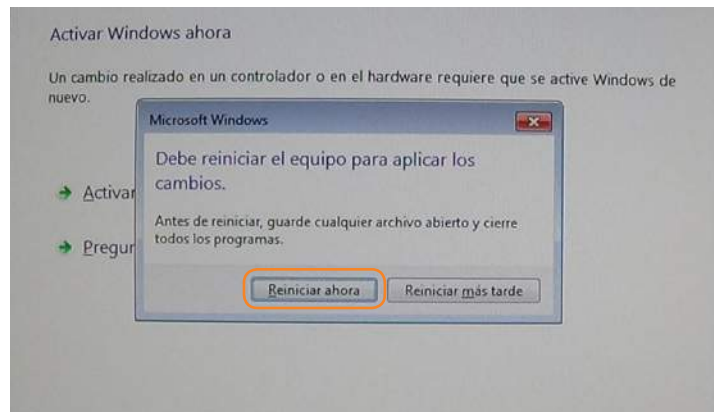 Activar Windows ahora
Un cambio realizado en un controlador o en el hardware requiere que se active Windows de
nuevo.
Microsoft Windows
Debe reiniciar el equipo para aplicar los
cambios.
Activar
Antes de reiniciar, guarde cualquier archivo abierto y cierre
todos los programas.
Pregun
Reiniciar ahora
Reiniciar más tarde